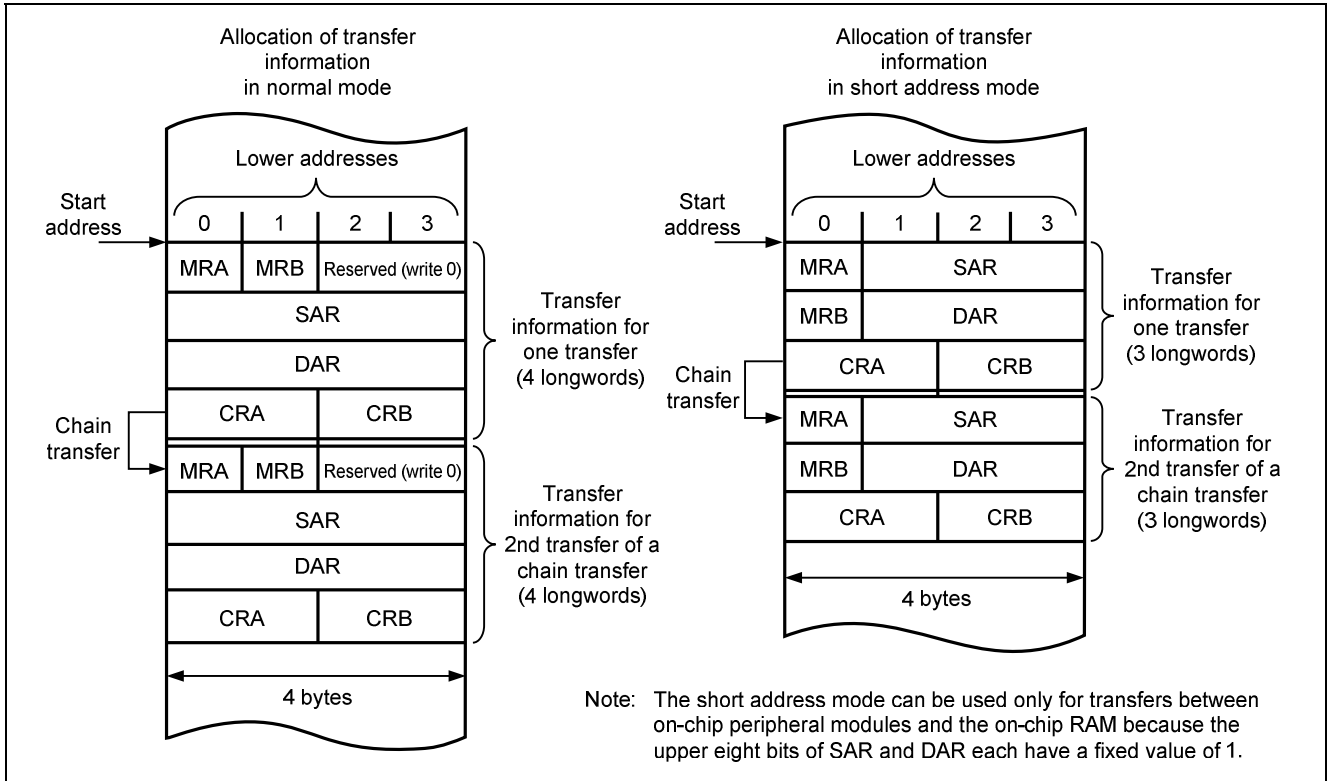 Allocation of transfer
information
in normal mode
Lower addresses
Start
address
0 1 2 3
MRA MRB Reserved (write 0)
SAR
DAR
CRA CRB
Transfer
information for
one transfer
(4 longwords)
Chain
transfer
MRA MRB Reserved (write 0)
SAR
DAR
CRA CRB
Transfer
information for
2nd transfer of a
chain transfer
(4 longwords)
4 bytes
Allocation of transfer
information
in short address mode
Lower addresses
Start
address
0 1 2 3
MRA SAR
MRB DAR
CRA CRB
Transfer
information for
one transfer
(3 longwords)
Chain
transfer
MRA SAR
MRB DAR
CRA CRB
Transfer
information for
2nd transfer of a
chain transfer
(3 longwords)
4 bytes
Note: The short address mode can be used only for transfers between
on-chip peripheral modules and the on-chip RAM because the
upper eight bits of SAR and DAR each have a fixed value of 1.